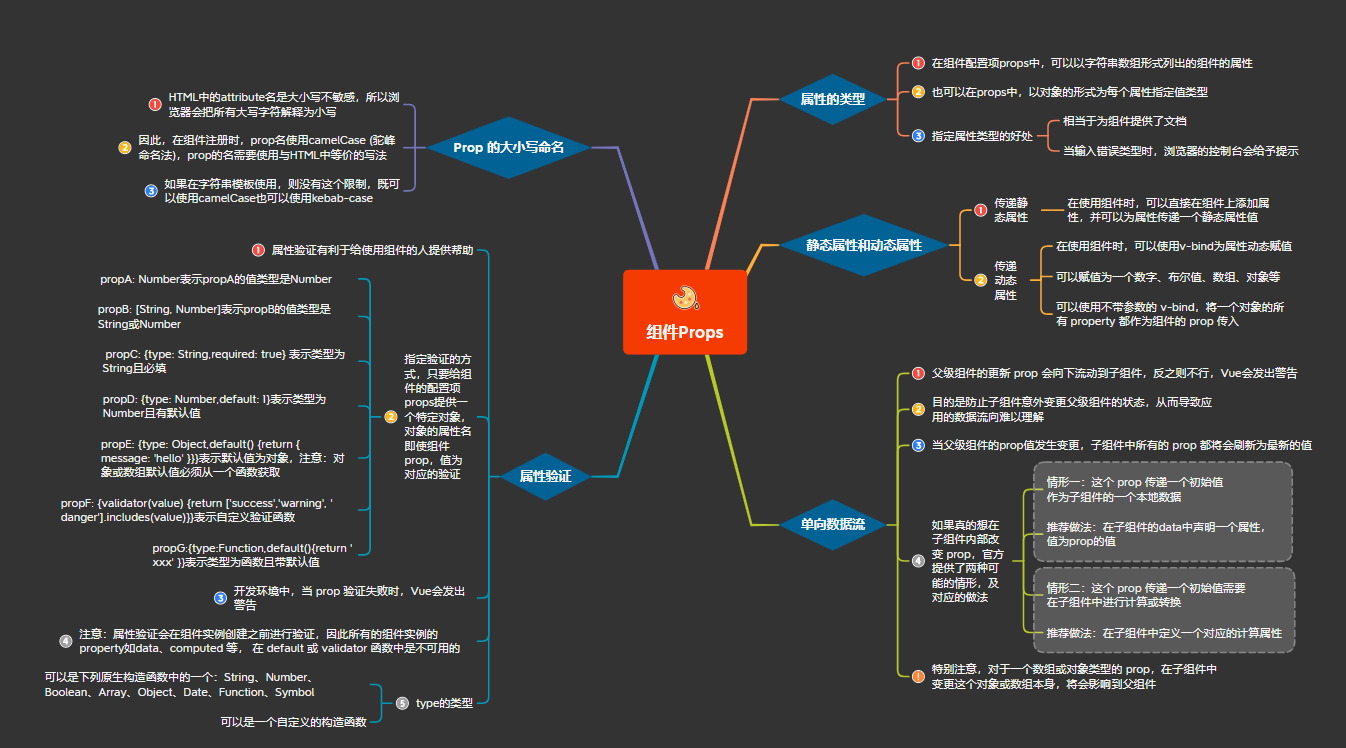 组件Props
Prop 的大小写命名
HTML中的attribute名是大小写不敏感，所以浏
览器会把所有大写字符解释为小写
因此，在组件注册时，prop名使用camelCase (驼峰
命名法)，prop的名需要使用与HTML中等价的写法
如果在字符串模板使用，则没有这个限制，既可
以使用camelCase也可以使用kebab-case
属性验证
属性验证有利于给使用组件的人提供帮助
指定验证的方
式，只要给组
件的配置项
props提供一
个特定对象，
对象的属性名
即使组件
prop，值为
对应的验证
propA: Number表示propA的值类型是Number
propB: [String, Number]表示propB的值类型是
String或Number
propC: {type: String,required: true} 表示类型为
String且必填
propD: {type: Number,default: 1}表示类型为
Number且有默认值
propE: {type: Object,default() {return {
message: 'hello' }}}表示默认值为对象，注意：对
象或数组默认值必须从一个函数获取
propF: {validator(value) {return ['success','warning', '
danger'].includes(value)}}表示自定义验证函数
propG:{type:Function,default(){return '
xxx' }}表示类型为函数且带默认值
开发环境中，当 prop 验证失败时，Vue会发出
警告
注意：属性验证会在组件实例创建之前进行验证，因此所有的组件实例的
property如data、computed 等， 在 default 或 validator 函数中是不可用的
type的类型
可以是下列原生构造函数中的一个：String、Number、
Boolean、Array、Object、Date、Function、Symbol
可以是一个自定义的构造函数
属性的类型
在组件配置项props中，可以以字符串数组形式列出的组件的属性
也可以在props中，以对象的形式为每个属性指定值类型
指定属性类型的好处
相当于为组件提供了文档
当输入错误类型时，浏览器的控制台会给予提示
静态属性和动态属性
传递静
态属性
在使用组件时，可以直接在组件上添加属
性，并可以为属性传递一个静态属性值
传递
动态
属性
在使用组件时，可以使用v-bind为属性动态赋值
可以赋值为一个数字、布尔值、数组、对象等
可以使用不带参数的 v-bind，将一个对象的所
有 property 都作为组件的 prop 传入
单向数据流
父级组件的更新 prop 会向下流动到子组件，反之则不行，Vue会发出警告
目的是防止子组件意外变更父级组件的状态，从而导致应
用的数据流向难以理解
当父级组件的prop值发生变更，子组件中所有的 prop 都将会刷新为最新的值
如果真的想在
子组件内部改
变 prop，官方
提供了两种可
能的情形，及
对应的做法
情形一：这个 prop 传递一个初始值
作为子组件的一个本地数据
推荐做法：在子组件的data中声明一个属性，
值为prop的值
情形二：这个 prop 传递一个初始值需要
在子组件中进行计算或转换
推荐做法：在子组件中定义一个对应的计算属性
特别注意，对于一个数组或对象类型的 prop，在子组件中
变更这个对象或数组本身，将会影响到父组件